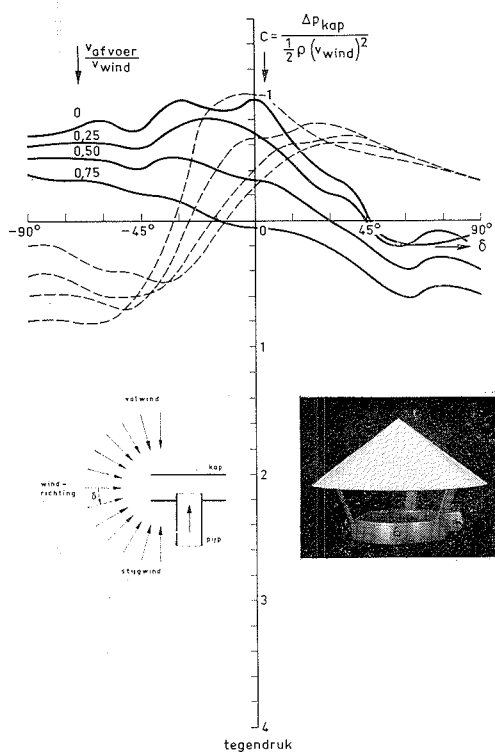 v afvoer
v wind
C = Δp kap
½ ρ (v wind)²
1
0
0,25
0,50
0,75
-90°
-45°
0
45°
90°
δ
1
valwind
kap
2
wind-
richting
δ
pijp
stijgwind
3
4
tegendruk